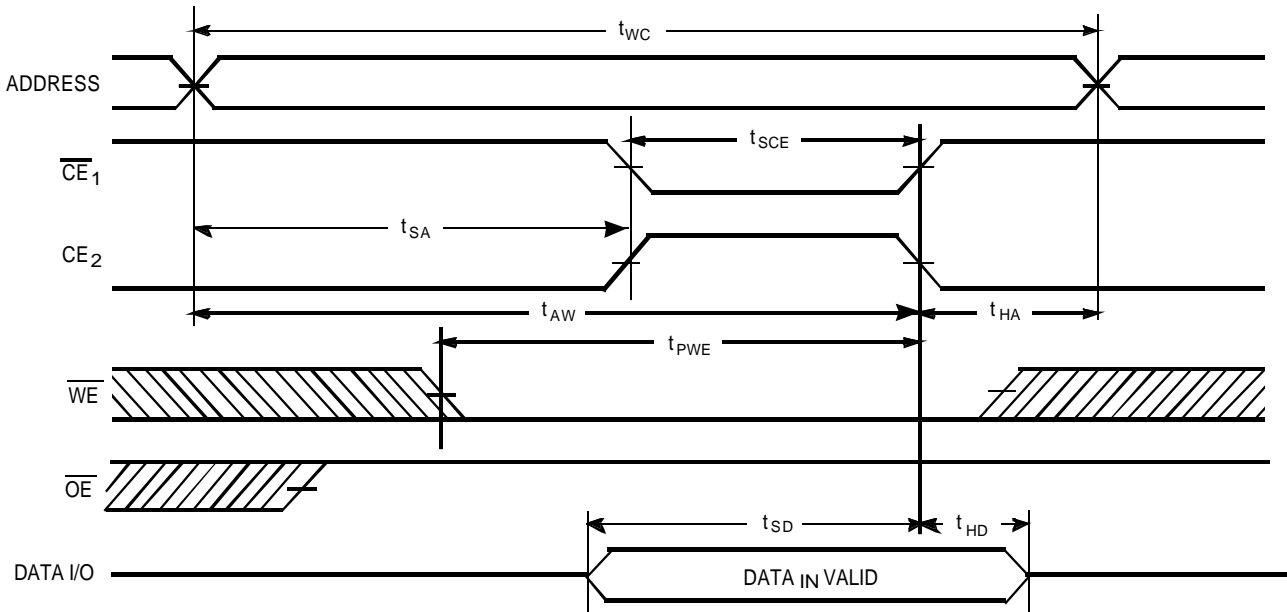 tWC
ADDRESS
tSCE
CE1
tSA
CE2
tAW
tHA
tPWE
WE
OE
tSD
tHD
DATA I/O
DATA IN VALID